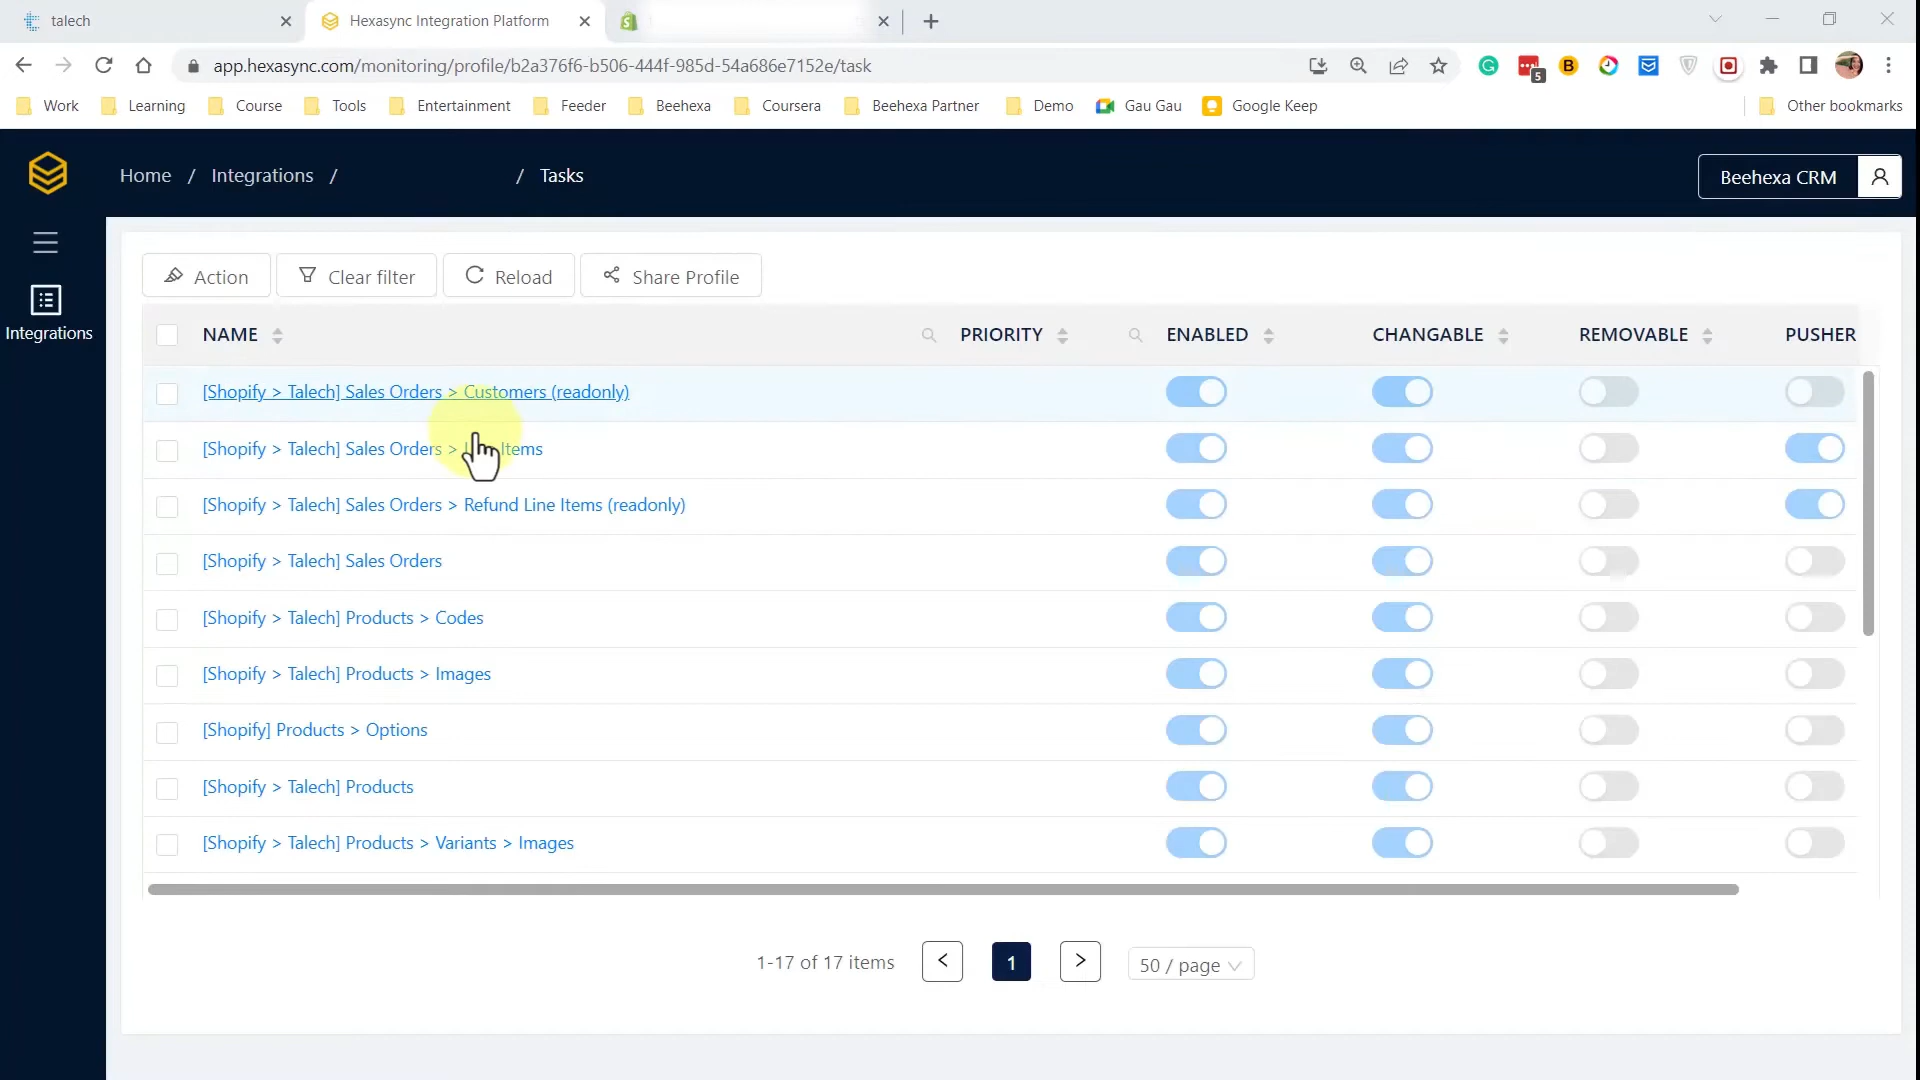 talech
Hexasync Integration Platform
app.hexasync.com/monitoring/profile/b2a376f6-b506-444f-985d-54a686e7152e/task
5
B
Work
Learning
Course
Tools
Entertainment
Feeder
Beehexa
Coursera
Beehexa Partner
Demo
Gau Gau
Google Keep
Other bookmarks
Home / Integrations / / Tasks
Beehexa CRM
Integrations
Action
Clear filter
Reload
Share Profile
NAME PRIORITY ENABLED CHANGABLE REMOVABLE PUSHER
[Shopify > Talech] Sales Orders > Customers (readonly)
[Shopify > Talech] Sales Orders > Items
[Shopify > Talech] Sales Orders > Refund Line Items (readonly)
[Shopify > Talech] Sales Orders
[Shopify > Talech] Products > Codes
[Shopify > Talech] Products > Images
[Shopify] Products > Options
[Shopify > Talech] Products
[Shopify > Talech] Products > Variants > Images
1-17 of 17 items < 1 > 50 / page